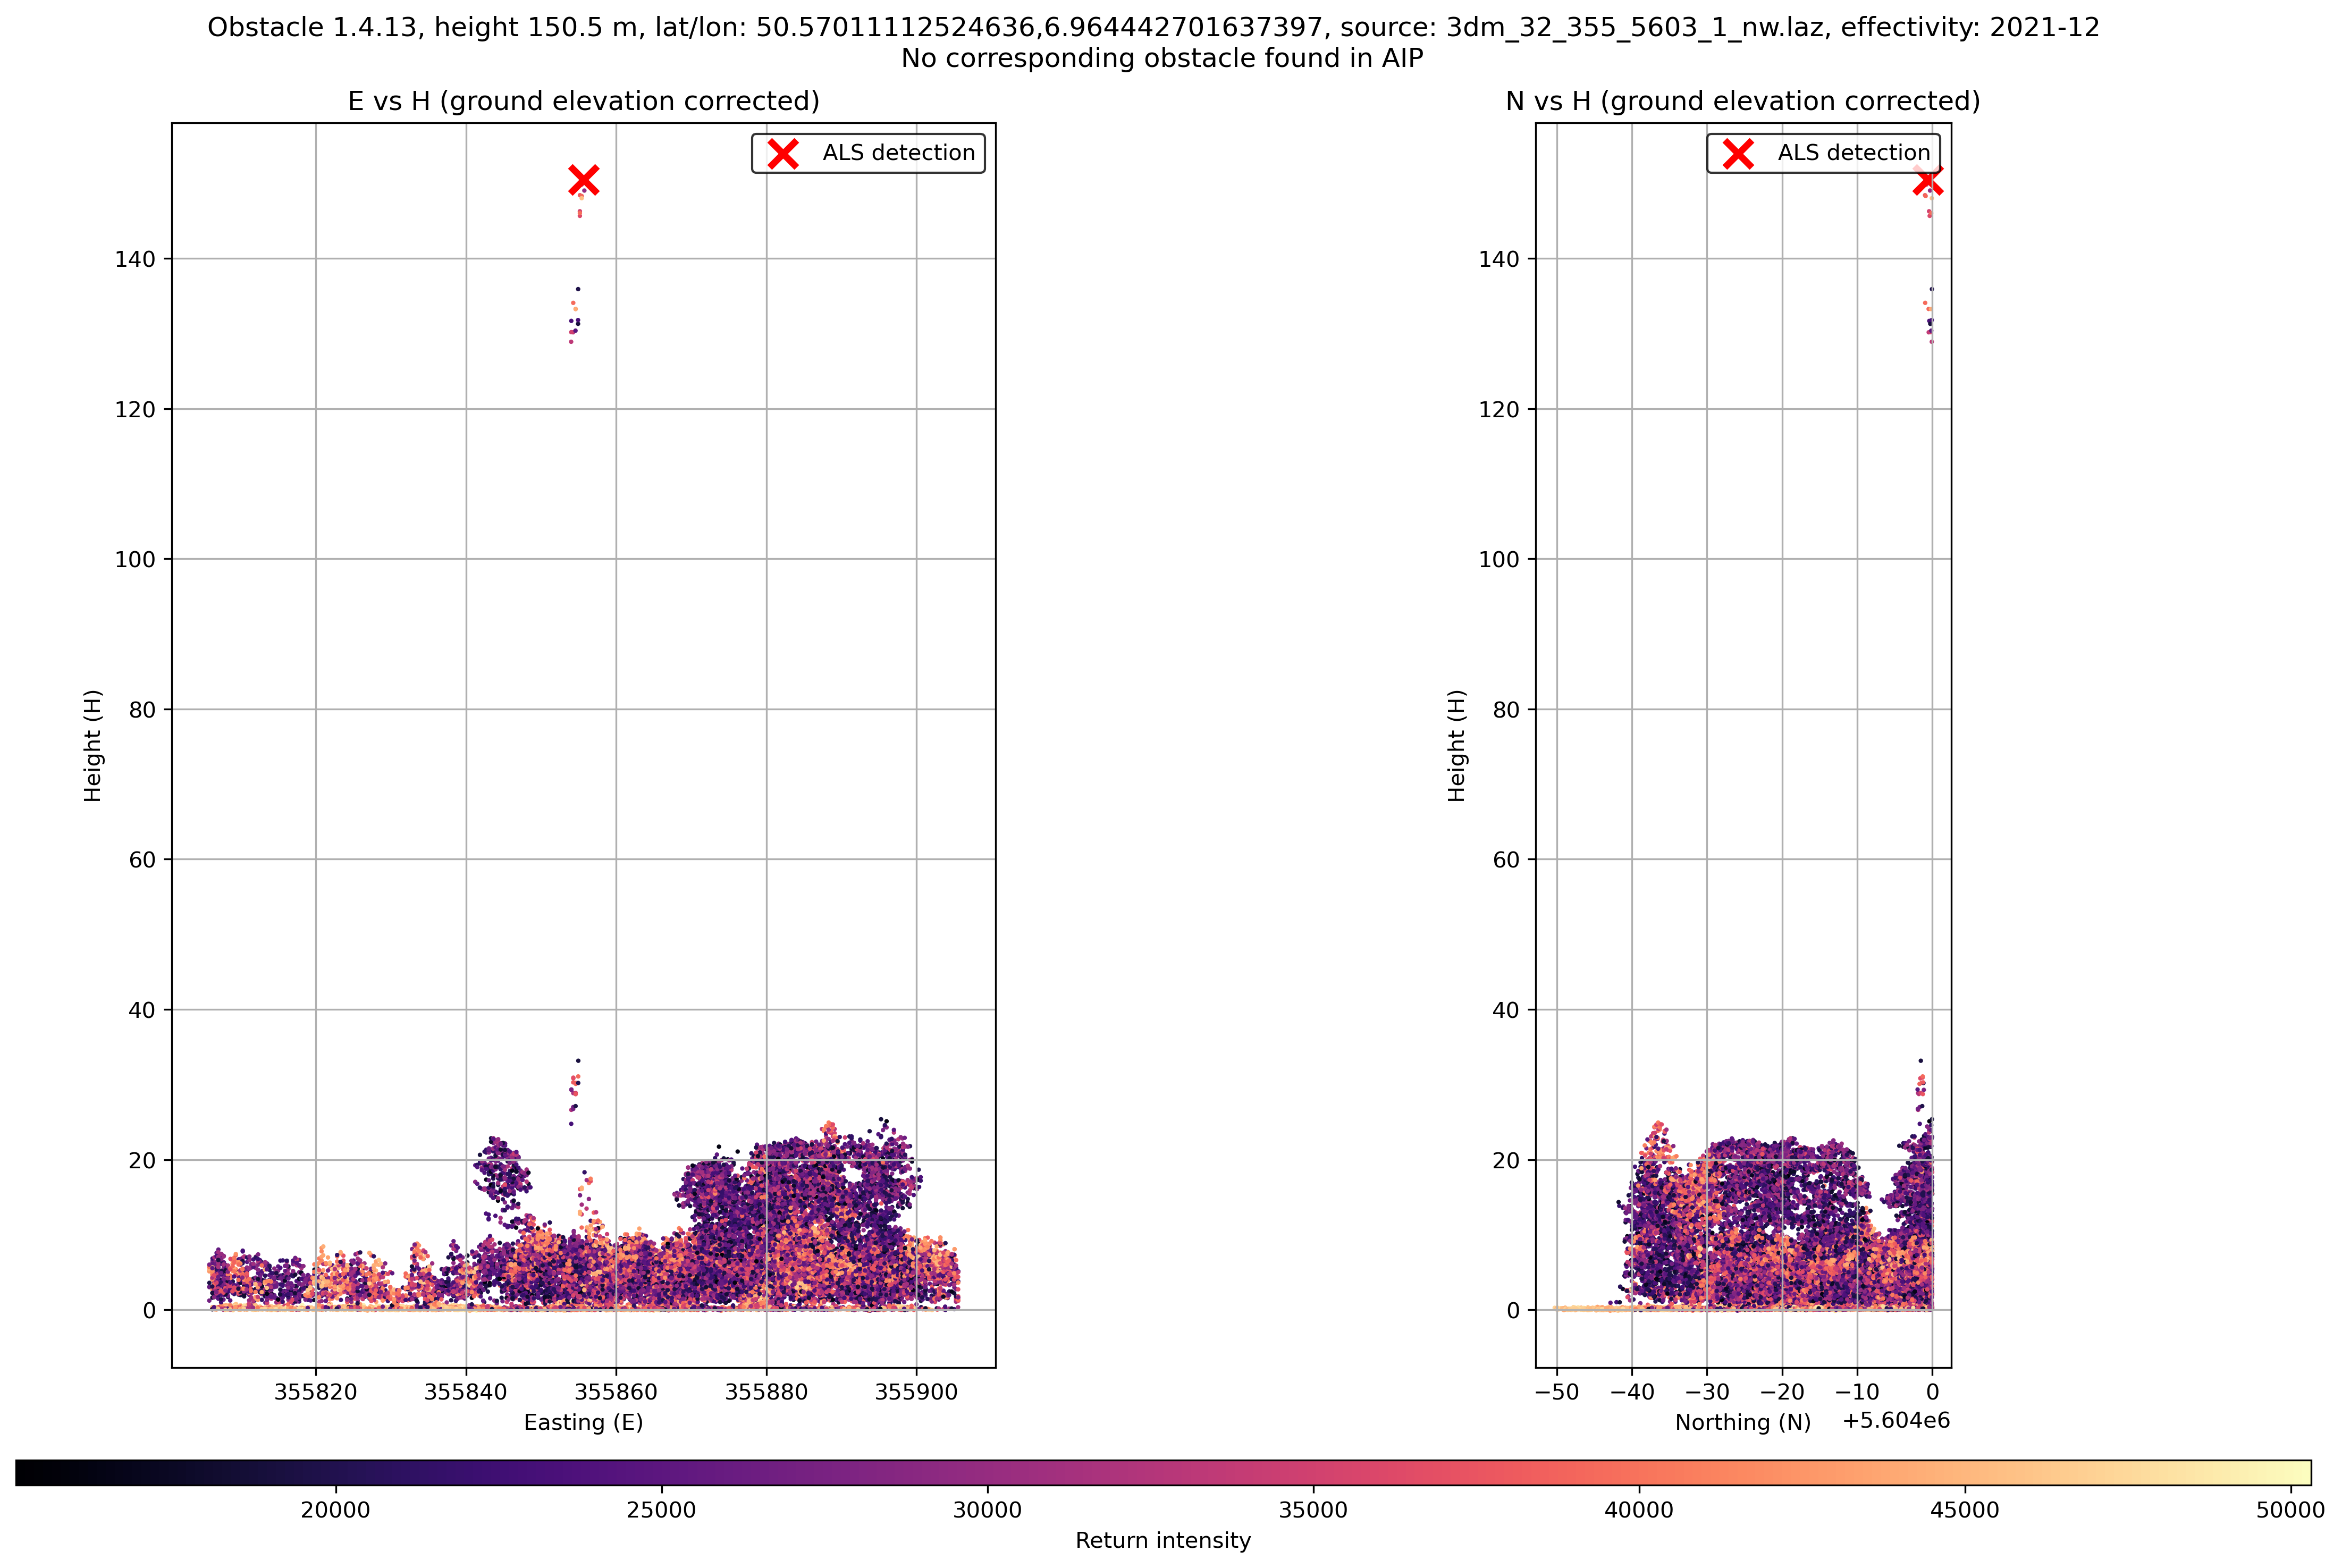 Obstacle 1.4.13, height 150.5 m, lat/lon: 50.57011112524636,6.964442701637397, source: 3dm_32_355_5603_1_nw.laz, effectivity: 2021-12
No corresponding obstacle found in AIP
E vs H (ground elevation corrected)
ALS detection
140
120
100
80
60
40
20
0
Height (H)
355820
355840
355860
355880
355900
Easting (E)
N vs H (ground elevation corrected)
ALS detection
140
120
100
80
60
40
20
0
Height (H)
−50
−40
−30
−20
−10
0
Northing (N)
+5.604e6
20000
25000
30000
35000
40000
45000
50000
Return intensity